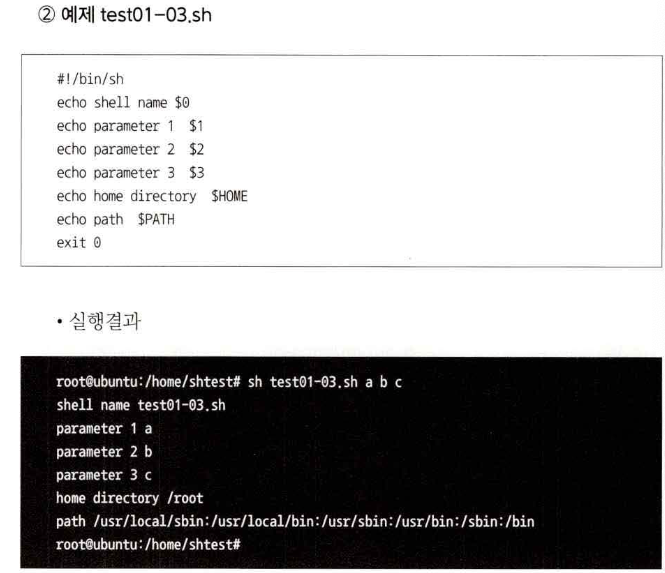 ② 예제 test01-03.sh
#!/bin/sh
echo shell name $0
echo parameter 1  $1
echo parameter 2  $2
echo parameter 3  $3
echo home directory  $HOME
echo path  $PATH
exit 0
• 실행결과
root@ubuntu:/home/shtest# sh test01-03.sh a b c
shell name test01-03.sh
parameter 1 a
parameter 2 b
parameter 3 c
home directory /root
path /usr/local/sbin:/usr/local/bin:/usr/sbin:/usr/bin:/sbin:/bin
root@ubuntu:/home/shtest#